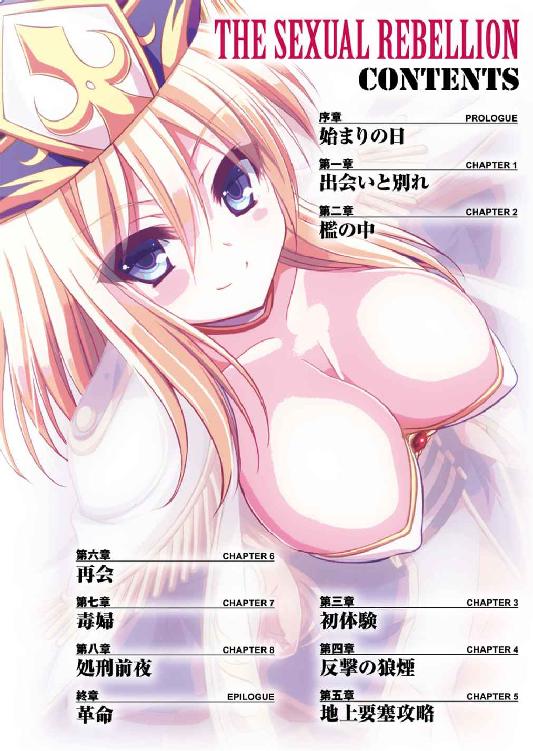 THE SEXUAL REBELLION
CONTENTS
序章 PROLOGUE
始まりの日
第一章 CHAPTER 1
出会いと別れ
第二章 CHAPTER 2
檻の中
第三章 CHAPTER 3
初体験
第四章 CHAPTER 4
反撃の狼煙
第五章 CHAPTER 5
地上要塞攻略
第六章 CHAPTER 6
再会
第七章 CHAPTER 7
毒婦
第八章 CHAPTER 8
処刑前夜
終章 EPILOGUE
革命